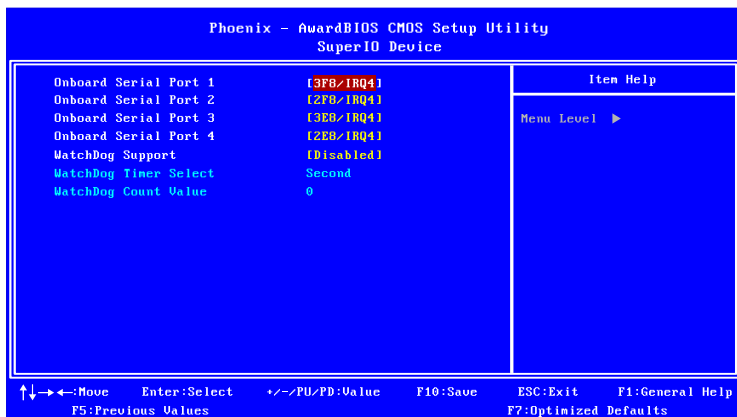 Phoenix - AwardBIOS CMOS Setup Utility
SuperIO Device
Onboard Serial Port 1 [3F8/IRQ4]
Onboard Serial Port 2 [2F8/IRQ4]
Onboard Serial Port 3 [3E8/IRQ4]
Onboard Serial Port 4 [2E8/IRQ4]
WatchDog Support [Disabled]
WatchDog Timer Select Second
WatchDog Count Value 0
Item Help
Menu Level ▶
↑↓→←:Move Enter:Select +/-/PU/PD:Value F10:Save ESC:Exit F1:General Help
F5:Previous Values F7:Optimized Defaults